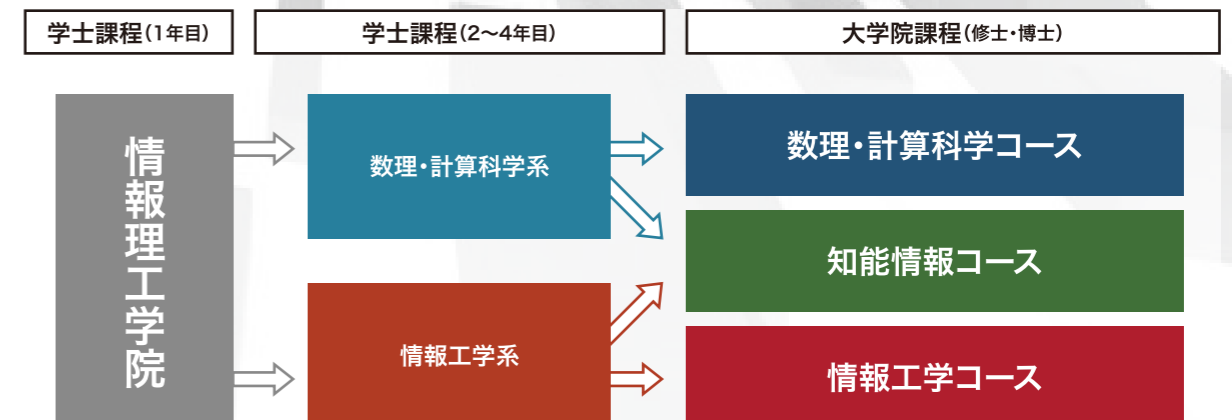 学士課程(1年目)
学士課程(2〜4年目)
大学院課程(修士・博士)
情報理工学院
数理・計算科学系
情報工学系
数理・計算科学コース
知能情報コース
情報工学コース